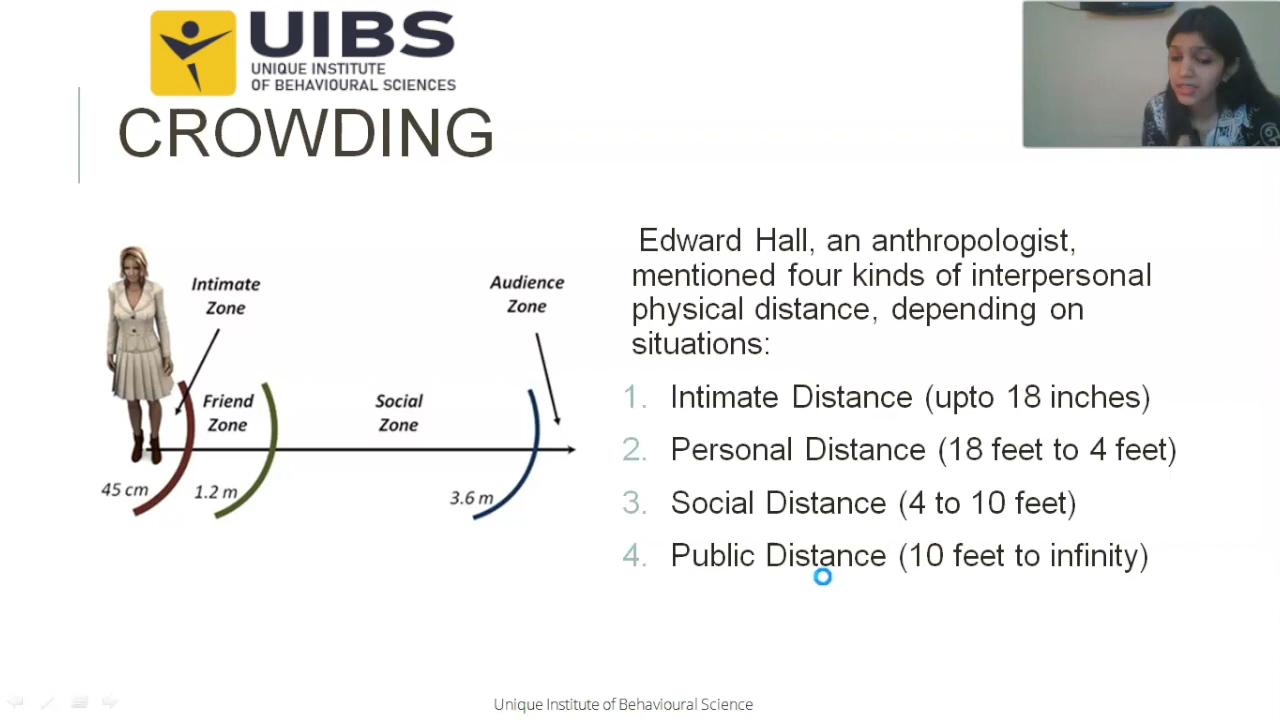 UIBS
UNIQUE INSTITUTE
OF BEHAVIOURAL SCIENCES
CROWDING
Intimate
Zone
Audience
Zone
Friend
Zone
Social
Zone
45 cm
1.2 m
3.6 m
Edward Hall, an anthropologist,
mentioned four kinds of interpersonal
physical distance, depending on
situations:
1. Intimate Distance (upto 18 inches)
2. Personal Distance (18 feet to 4 feet)
3. Social Distance (4 to 10 feet)
4. Public Distance (10 feet to infinity)
Unique Institute of Behavioural Science